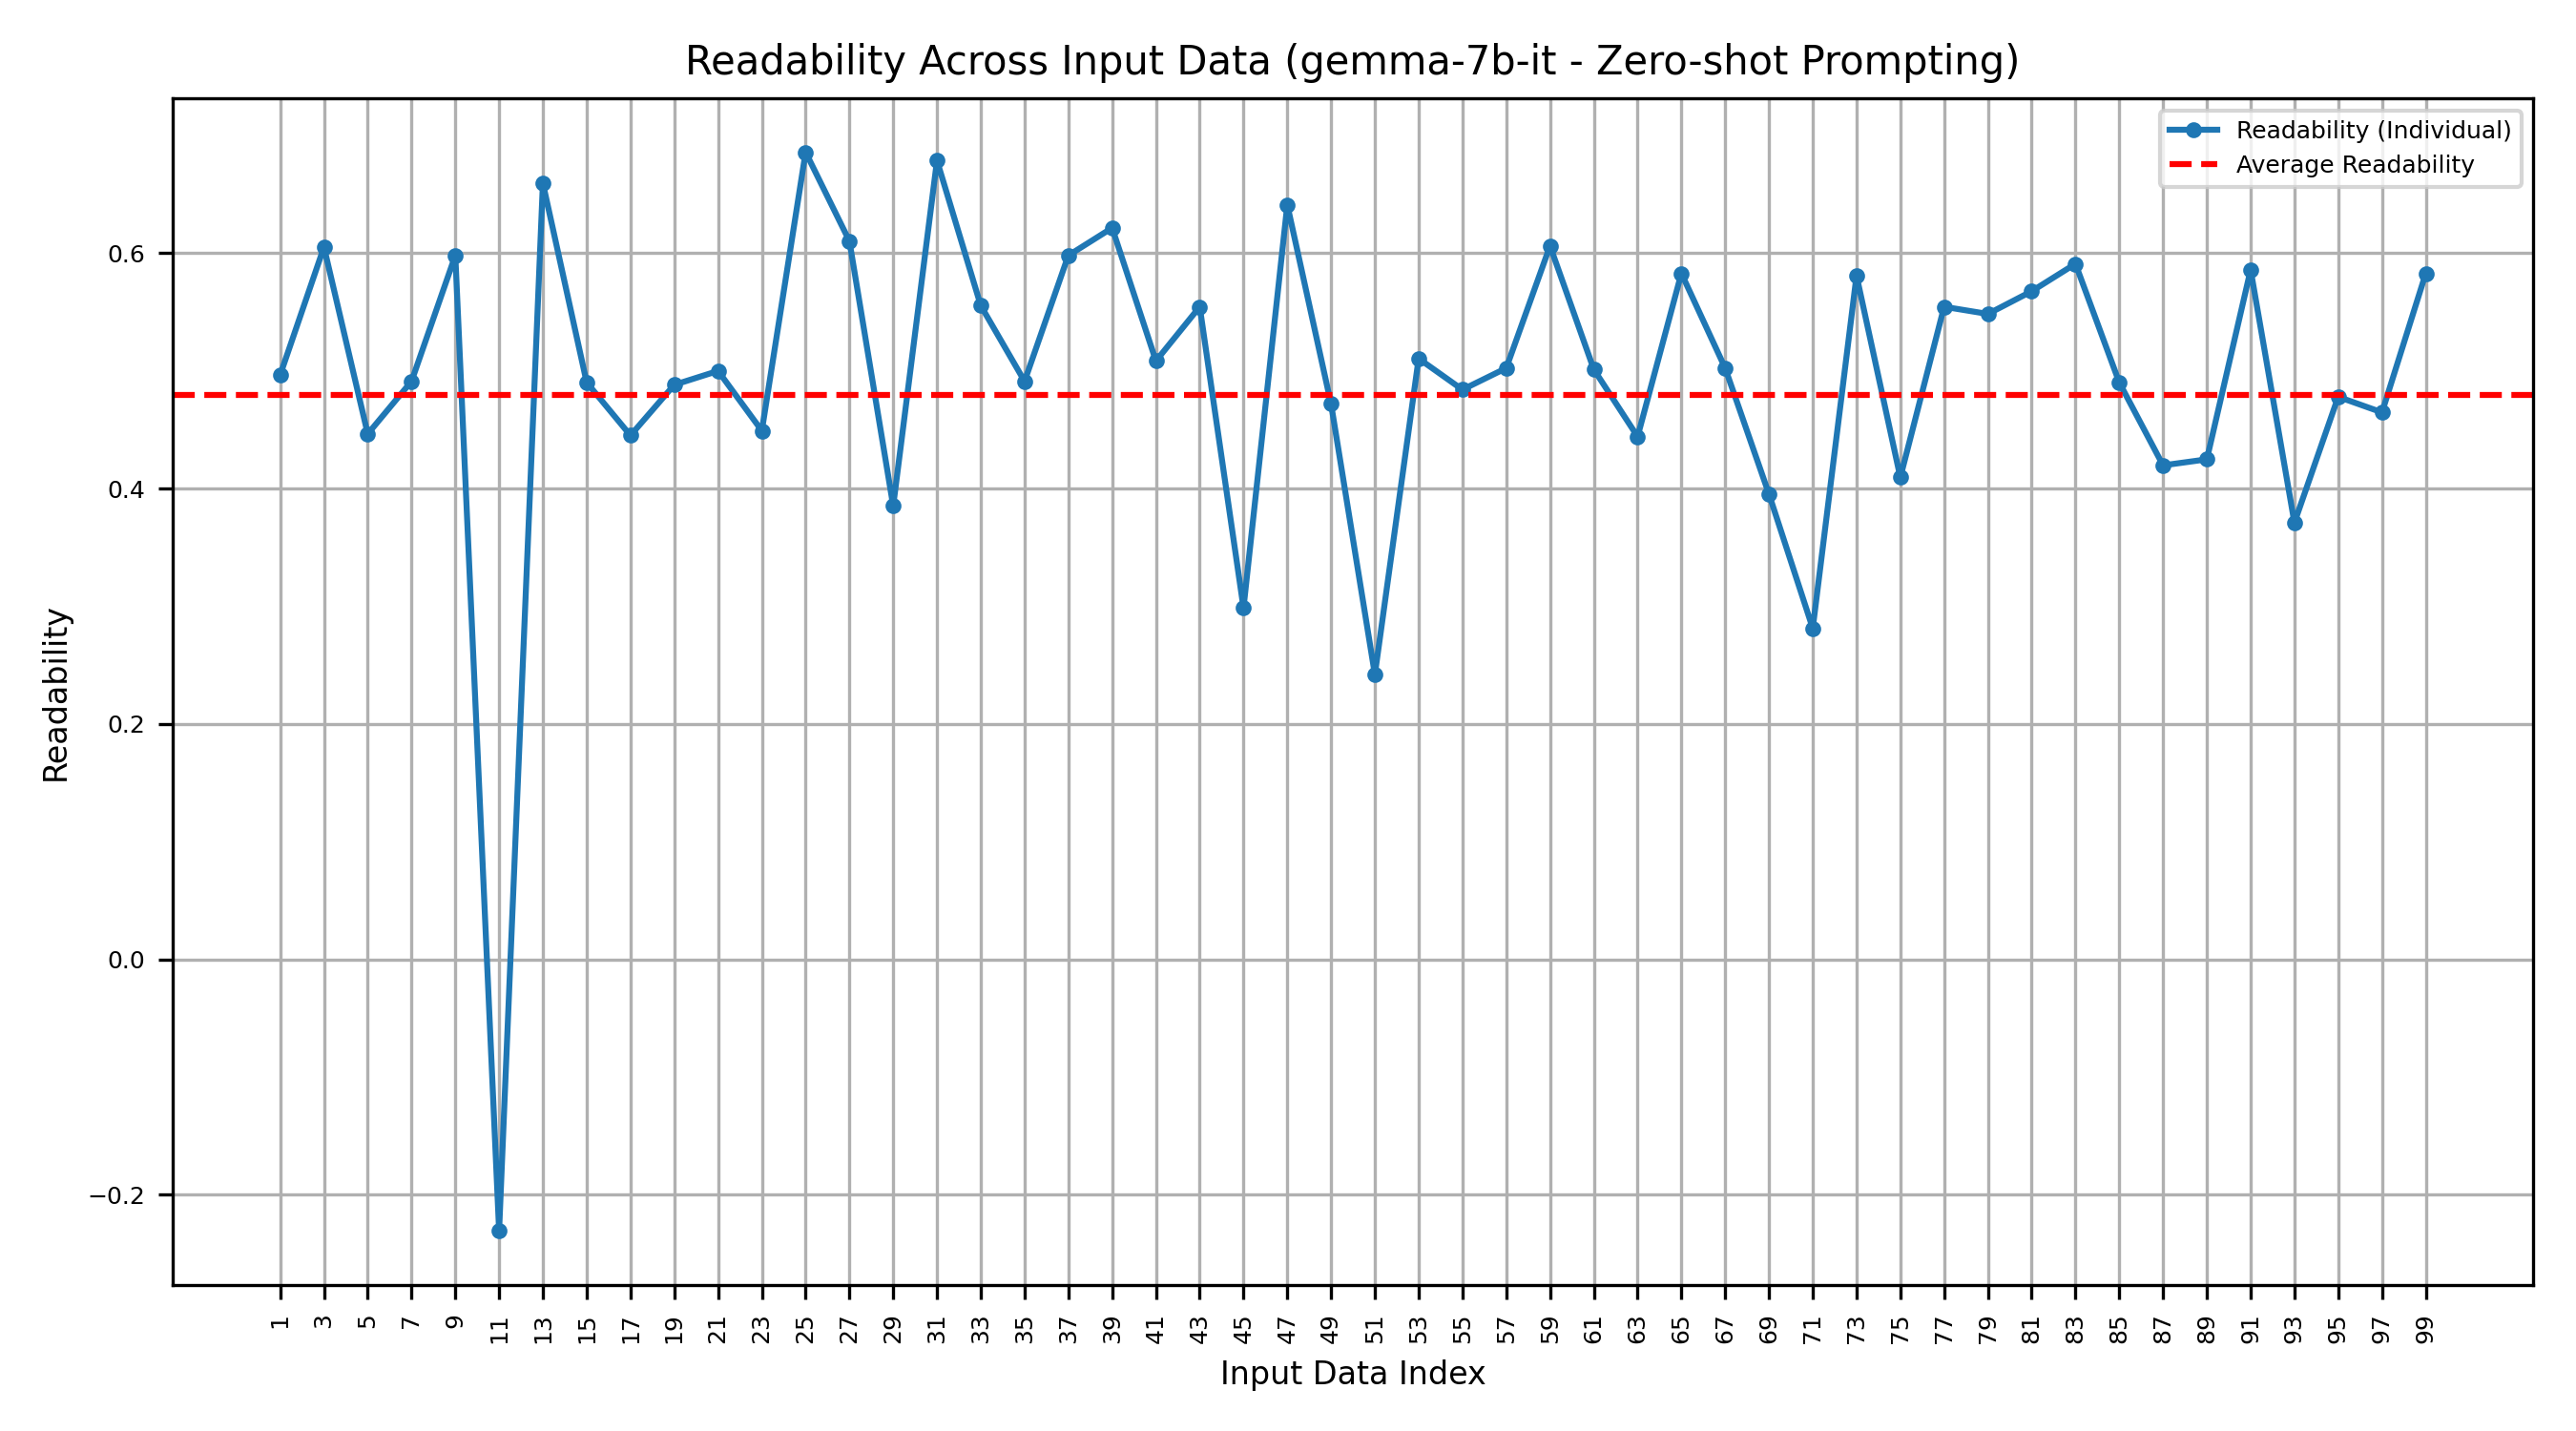 Readability Across Input Data (gemma-7b-it - Zero-shot Prompting)
Readability (Individual)
Average Readability
0.6
0.4
0.2
0.0
−0.2
Readability
1 3 5 7 9 11 13 15 17 19 21 23 25 27 29 31 33 35 37 39 41 43 45 47 49 51 53 55 57 59 61 63 65 67 69 71 73 75 77 79 81 83 85 87 89 91 93 95 97 99
Input Data Index